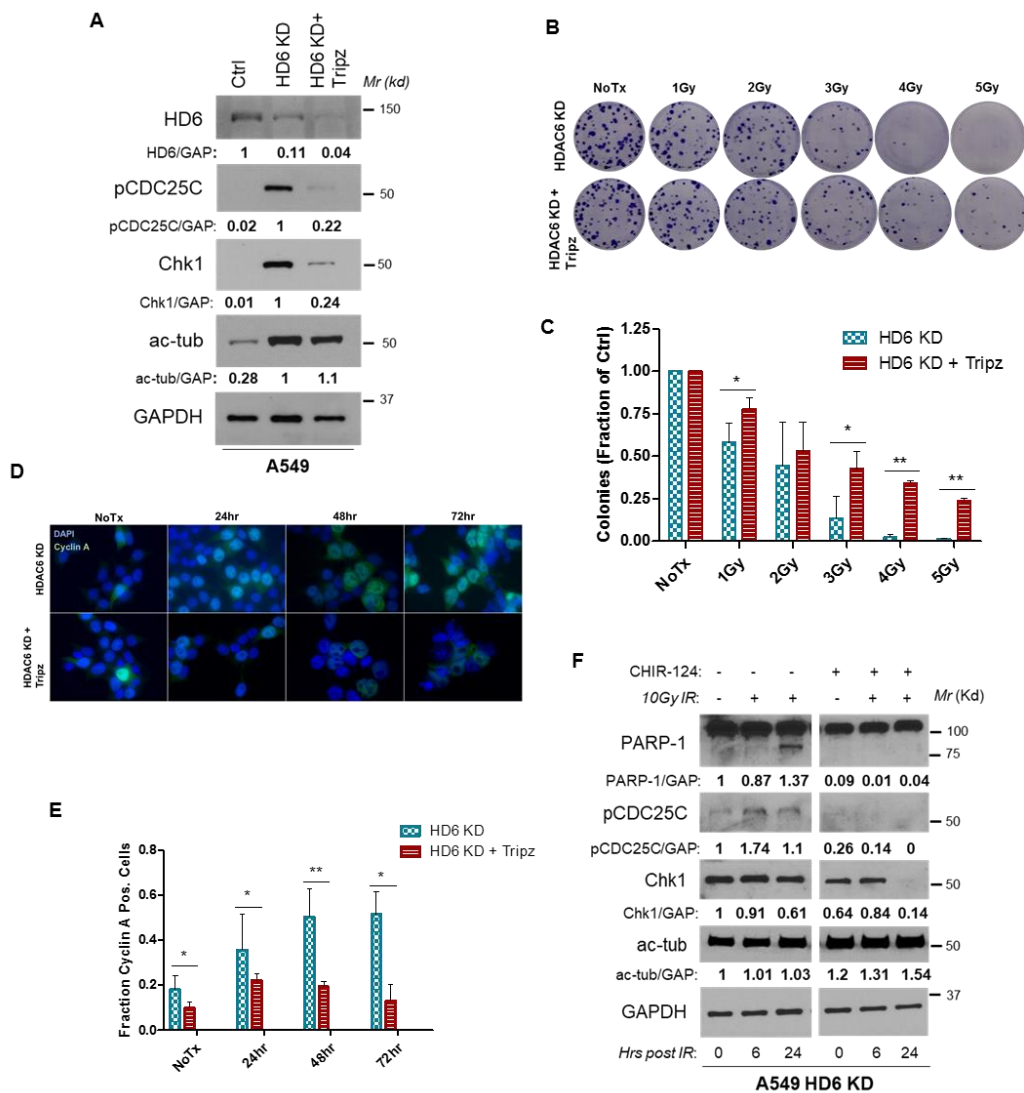 A
Ctrl
HD6 KD
HD6 KD+
Tripz
Mr (kd)
HD6
150
HD6/GAP: 1 0.11 0.04
pCDC25C
50
pCDC25C/GAP: 0.02 1 0.22
Chk1
50
Chk1/GAP: 0.01 1 0.24
ac-tub
50
ac-tub/GAP: 0.28 1 1.1
37
GAPDH
A549
B
NoTx 1Gy 2Gy 3Gy 4Gy 5Gy
HDAC6 KD
HDAC6 KD +
Tripz
C
Colonies (Fraction of Ctrl)
1.25
1.00
0.75
0.50
0.25
0.00
HD6 KD
HD6 KD + Tripz
* * ** **
NoTx 1Gy 2Gy 3Gy 4Gy 5Gy
D
NoTx 24hr 48hr 72hr
DAPI
Cyclin A
HDAC6 KD
HDAC6 KD +
Tripz
E
HD6 KD
HD6 KD + Tripz
Fraction Cyclin A Pos. Cells
0.8
0.6
0.4
0.2
0.0
* * ** *
NoTx 24hr 48hr 72hr
F
CHIR-124: - - - + + +
10Gy IR: - + + - + +
Mr (Kd)
PARP-1
100
75
PARP-1/GAP: 1 0.87 1.37 0.09 0.01 0.04
pCDC25C
50
pCDC25C/GAP: 1 1.74 1.1 0.26 0.14 0
Chk1
50
Chk1/GAP: 1 0.91 0.61 0.64 0.84 0.14
ac-tub
50
ac-tub/GAP: 1 1.01 1.03 1.2 1.31 1.54
37
GAPDH
Hrs post IR: 0 6 24 0 6 24
A549 HD6 KD